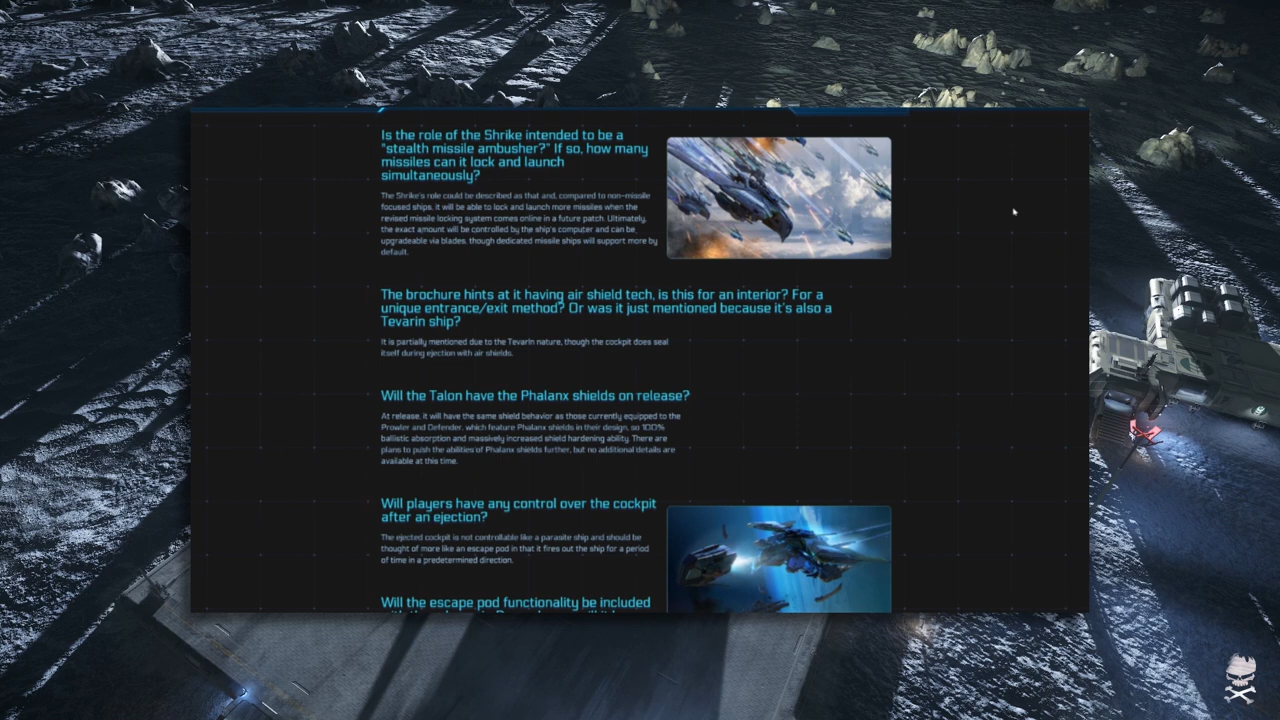 Is the role of the Shrike intended to be a
"stealth missile ambusher?" If so, how many
missiles can it lock and launch
simultaneously?
The Shrike's role could be described as that and, compared to non-missile
focused ships, it will be able to lock and launch more missiles when the
revised missile locking system comes online in a future patch. Ultimately,
the exact amount will be controlled by the ship's computer and can be
upgradeable via blades, though dedicated missile ships will support more by
default.
The brochure hints at it having air shield tech, is this for an interior? For a
unique entrance/exit method? Or was it just mentioned because it's also a
Tevarin ship?
It is partially mentioned due to the Tevarin nature, though the cockpit does seal
itself during ejection with air shields.
Will the Talon have the Phalanx shields on release?
At release, it will have the same shield behavior as those currently equipped to the
Prowler and Defender, which feature Phalanx shields in their design, so 100%
ballistic absorption and massively increased shield hardening ability. There are
plans to push the abilities of Phalanx shields further, but no additional details are
available at this time.
Will players have any control over the cockpit
after an ejection?
The ejected cockpit is not controllable like a parasite ship and should be
thought of more like an escape pod in that it fires out the ship for a period
of time in a predetermined direction.
Will the escape pod functionality be included